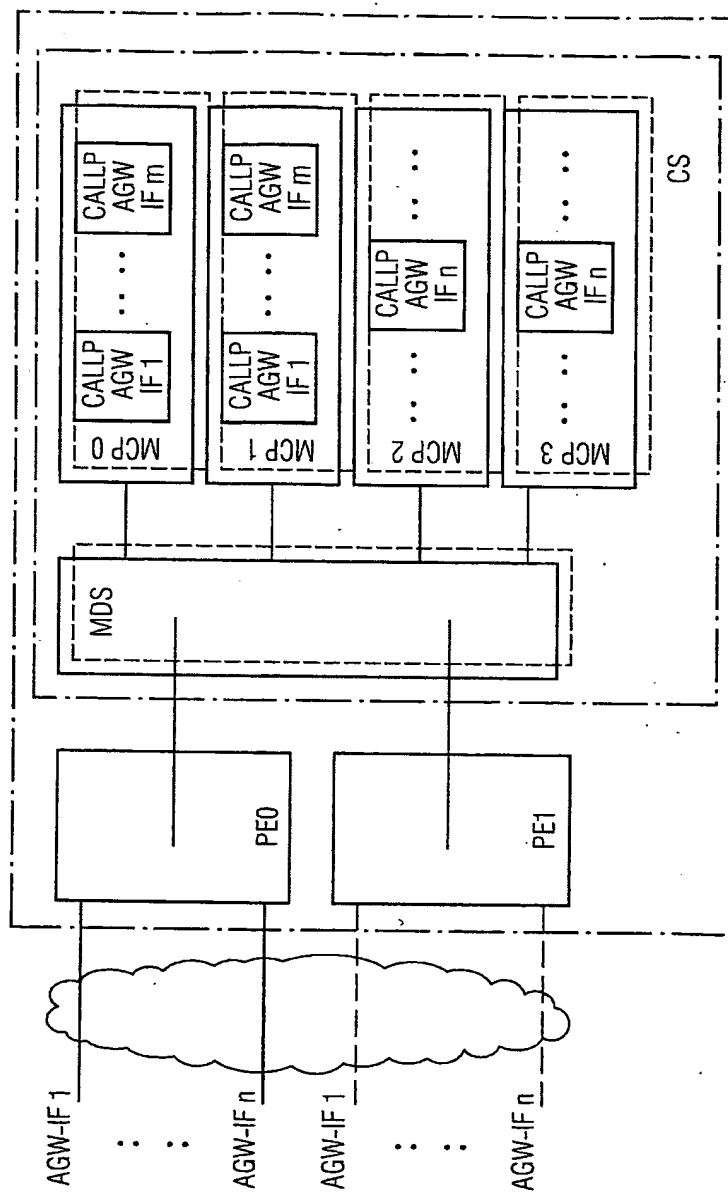 AGW-IF 1
AGW-IF n
AGW-IF 1
AGW-IF n
PE0
PE1
MDS
MCP 0
CALLP
AGW
IF 1
CALLP
AGW
IF m
MCP 1
CALLP
AGW
IF 1
CALLP
AGW
IF m
MCP 2
CALLP
AGW
IF n
MCP 3
CALLP
AGW
IF n
CS